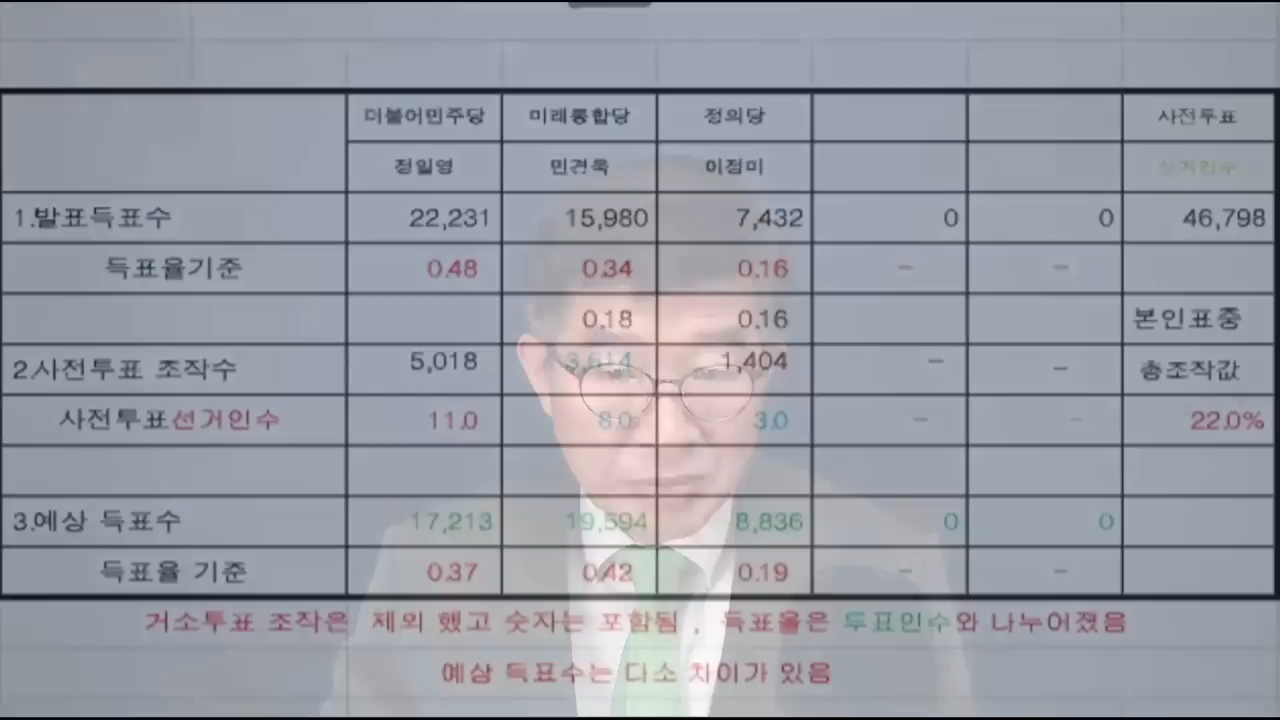 더불어민주당 미래통합당 정의당 사전투표
정일영 민경욱 이정미 선거인수
1.발표득표수 22,231 15,980 7,432 0 0 46,798
득표율기준 0.48 0.34 0.16 - -
0.18 0.16 본인표중
2.사전투표 조작수 5,018 3,614 1,404 - - 총조작값
사전투표선거인수 11.0 8.0 3.0 - - 22.0%
3.예상 득표수 17,213 19,594 8,836 0 0
득표율 기준 0.37 0.42 0.19 - -
거소투표 조작은 제외 했고 숫자는 포함됨 , 득표율은 투표인수와 나누어졌음
예상 득표수는 다소 차이가 있음